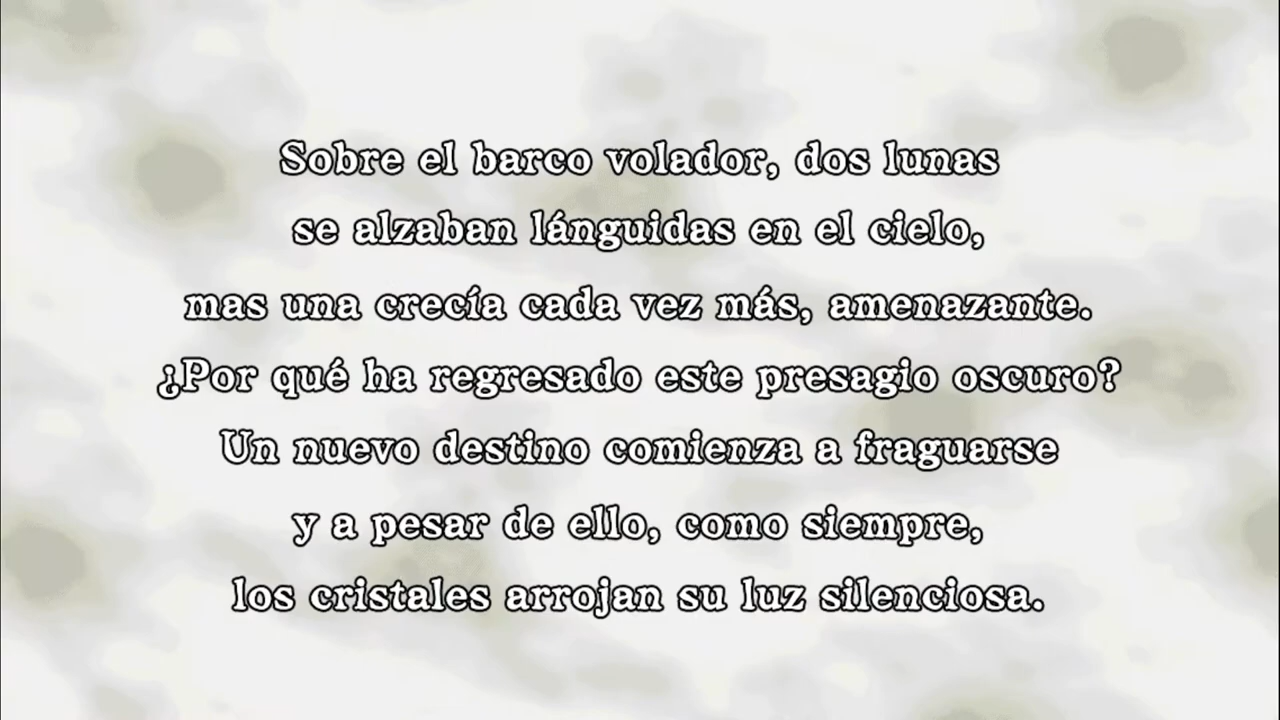 Sobre el barco volador, dos lunas
se alzaban lánguidas en el cielo,
mas una crecía cada vez más, amenazante.
¿Por qué ha regresado este presagio oscuro?
Un nuevo destino comienza a fraguarse
y a pesar de ello, como siempre,
los cristales arrojan su luz silenciosa.